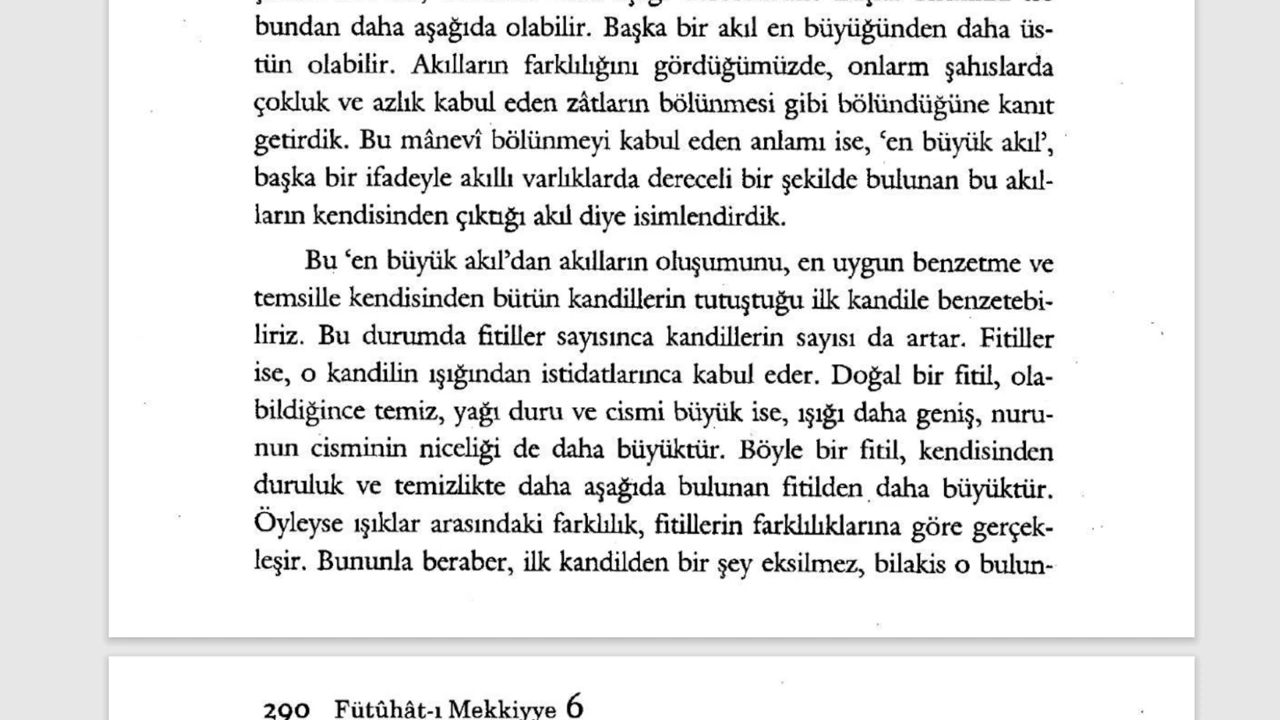 bundan daha aşağıda olabilir. Başka bir akıl en büyüğünden daha üs-
tün olabilir. Akılların farklılığını gördüğümüzde, onlarm şahıslarda
çokluk ve azlık kabul eden zâtların bölünmesi gibi bölündüğüne kanıt
getirdik. Bu mânevî bölünmeyi kabul eden anlamı ise, ‘en büyük akıl’,
başka bir ifadeyle akıllı varlıklarda dereceli bir şekilde bulunan bu akıl-
ların kendisinden çıktığı akıl diye isimlendirdik.
Bu ‘en büyük akıl’dan akılların oluşumunu, en uygun benzetme ve
temsille kendisinden bütün kandillerin tutuştuğu ilk kandile benzetebi-
liriz. Bu durumda fitiller sayısınca kandillerin sayısı da artar. Fitiller
ise, o kandilin ışığından istidatlarınca kabul eder. Doğal bir fitil, ola-
bildiğince temiz, yağı duru ve cismi büyük ise, ışığı daha geniş, nuru-
nun cisminin niceliği de daha büyüktür. Böyle bir fitil, kendisinden
duruluk ve temizlikte daha aşağıda bulunan fitilden daha büyüktür.
Öyleyse ışıklar arasındaki farklılık, fitillerin farklılıklarına göre gerçek-
leşir. Bununla beraber, ilk kandilden bir şey eksilmez, bilakis o bulun-
290 Fütûhât-ı Mekkiyye 6